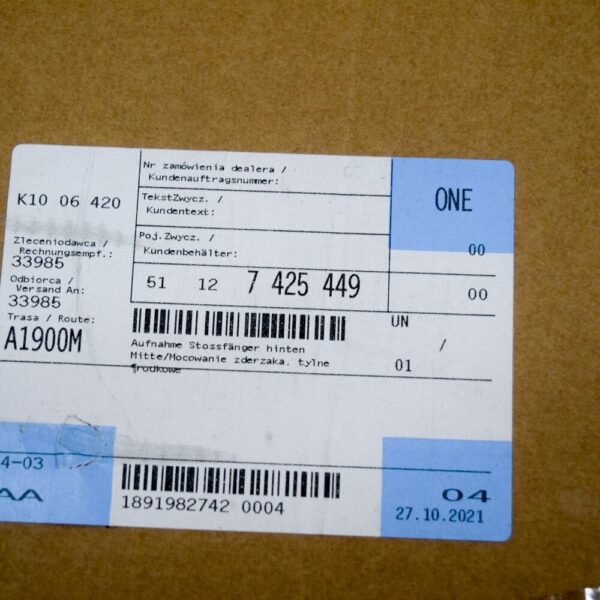 K10 06 420
Nr zamówienia dealera /
Kundenauftragsnummer:
TekstZwycz. /
Kundentext:
Poj.Zwycz. /
Kundenbehälter:
ONE
00
Zleceniodawca /
Rechnungsempf.:
33985
Odbiorca /
Versand An:
33985
Trasa / Route:
A1900M
51 12 7 425 449
00
Aufnahme Stossfänger hinten
Mitte/Mocowanie zderzaka, tylne
środkowe
UN
/
01
4-03
AA
1891982742 0004
04
27.10.2021